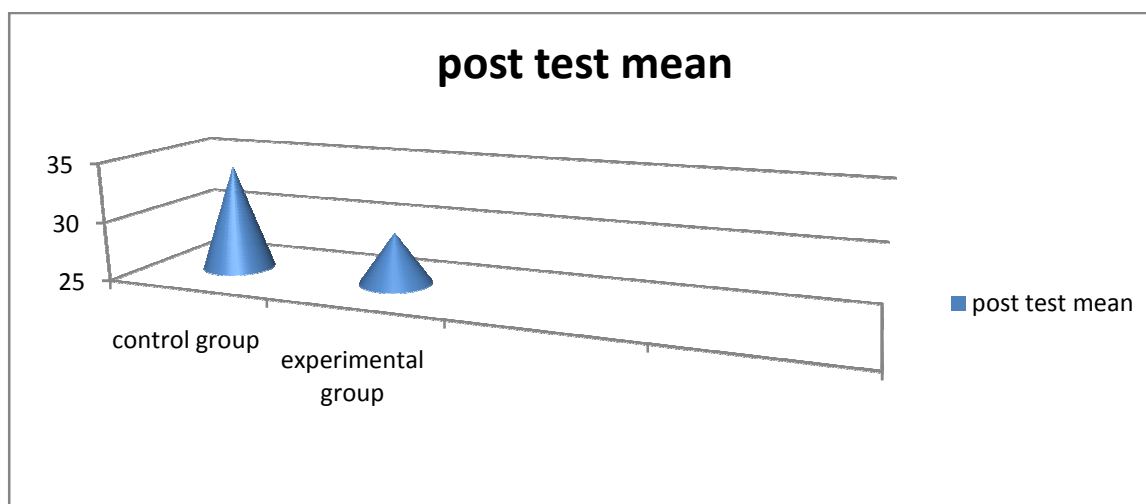 post test mean
35
30
25
control group
experimental
group
post test mean